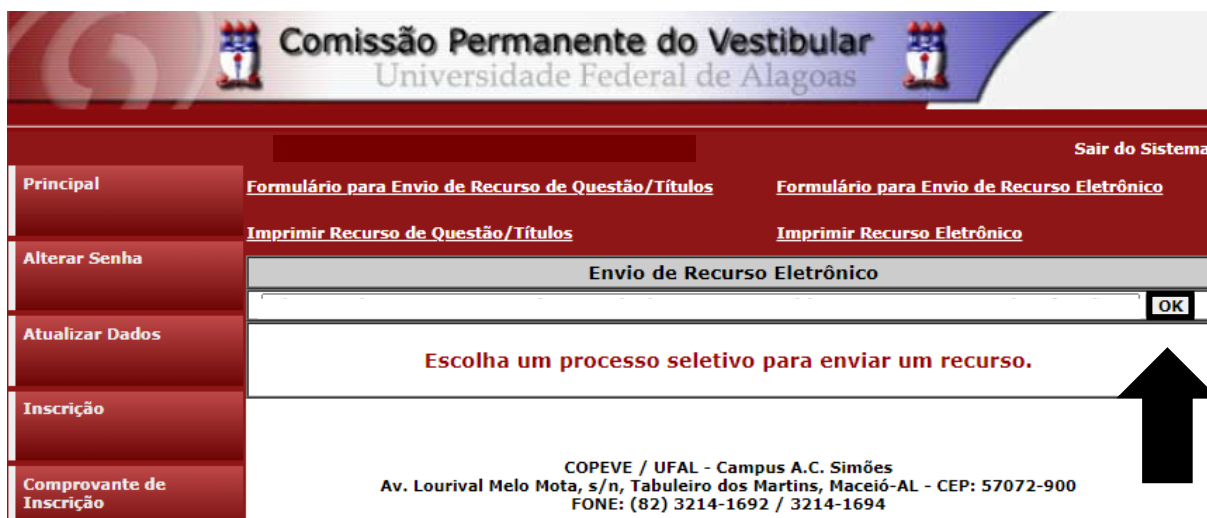 Comissão Permanente do Vestibular
Universidade Federal de Alagoas
Sair do Sistema
Principal
Alterar Senha
Atualizar Dados
Inscrição
Comprovante de
Inscrição
Formulário para Envio de Recurso de Questão/Títulos
Formulário para Envio de Recurso Eletrônico
Imprimir Recurso de Questão/Títulos
Imprimir Recurso Eletrônico
Envio de Recurso Eletrônico
OK
Escolha um processo seletivo para enviar um recurso.
COPEVE / UFAL - Campus A.C. Simões
Av. Lourival Melo Mota, s/n, Tabuleiro dos Martins, Maceió-AL - CEP: 57072-900
FONE: (82) 3214-1692 / 3214-1694